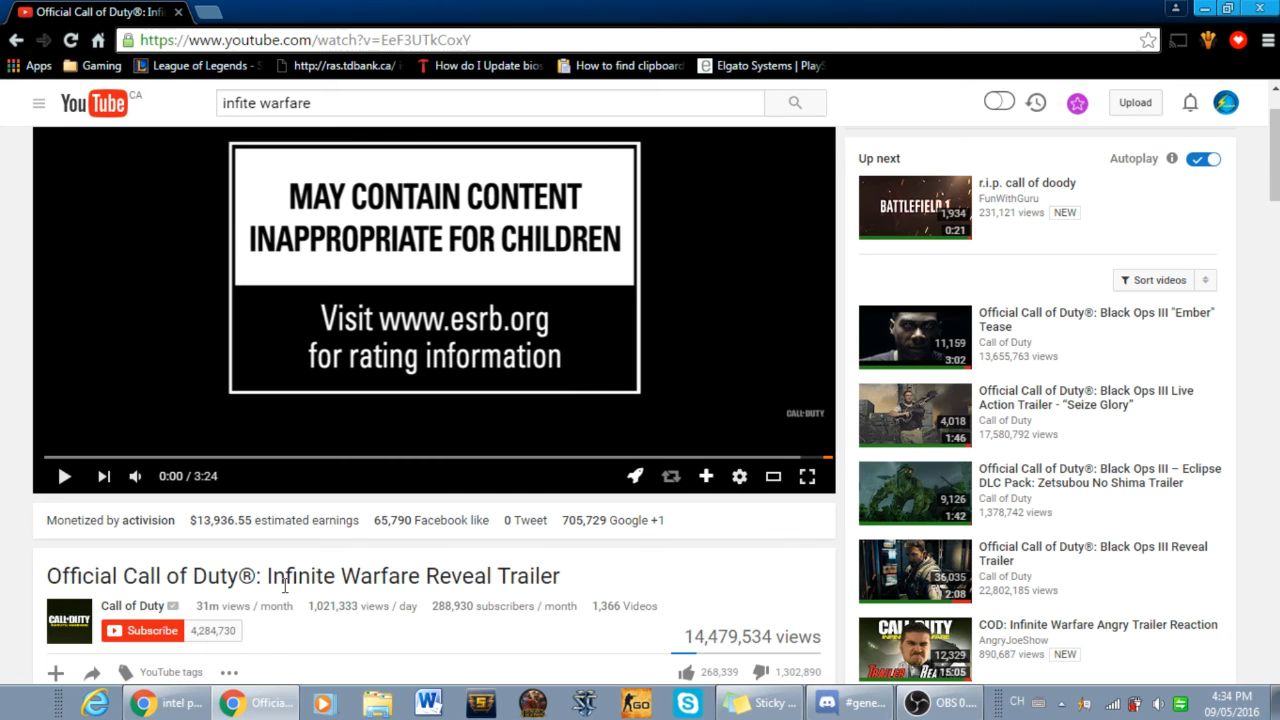 Official Call of Duty®: Infi
https://www.youtube.com/watch?v=EeF3UTkCoxY
Apps Gaming League of Legends - http://ras.tdbank.ca/ How do I Update bios How to find clipboard Elgato Systems | PlayS
YouTube CA
infite warfare
Upload
MAY CONTAIN CONTENT
INAPPROPRIATE FOR CHILDREN
Visit www.esrb.org
for rating information
CALL·DUTY
0:00 / 3:24
Monetized by activision $13,936.55 estimated earnings 65,790 Facebook like 0 Tweet 705,729 Google +1
Official Call of Duty®: Infinite Warfare Reveal Trailer
CALL·DUTY
Call of Duty 31m views / month 1,021,333 views / day 288,930 subscribers / month 1,366 Videos
Subscribe 4,284,730
14,479,534 views
YouTube tags
268,339 1,302,890
Up next Autoplay
BATTLEFIELD 1
1,934
0:21
r.i.p. call of doody
FunWithGuru
231,121 views NEW
Sort videos
11,159
3:02
Official Call of Duty®: Black Ops III "Ember"
Tease
Call of Duty
13,655,763 views
4,018
1:46
Official Call of Duty®: Black Ops III Live
Action Trailer - “Seize Glory”
Call of Duty
17,580,792 views
9,126
1:42
Official Call of Duty®: Black Ops III – Eclipse
DLC Pack: Zetsubou No Shima Trailer
Call of Duty
1,378,742 views
36,035
2:08
Official Call of Duty®: Black Ops III Reveal
Trailer
Call of Duty
22,802,185 views
CALL DUTY
12,329
TRAILER
15:05
COD: Infinite Warfare Angry Trailer Reaction
AngryJoeShow
890,687 views NEW
intel p... Officia... GO Sticky ... #gene... OBS 0....
CH
4:34 PM
09/05/2016